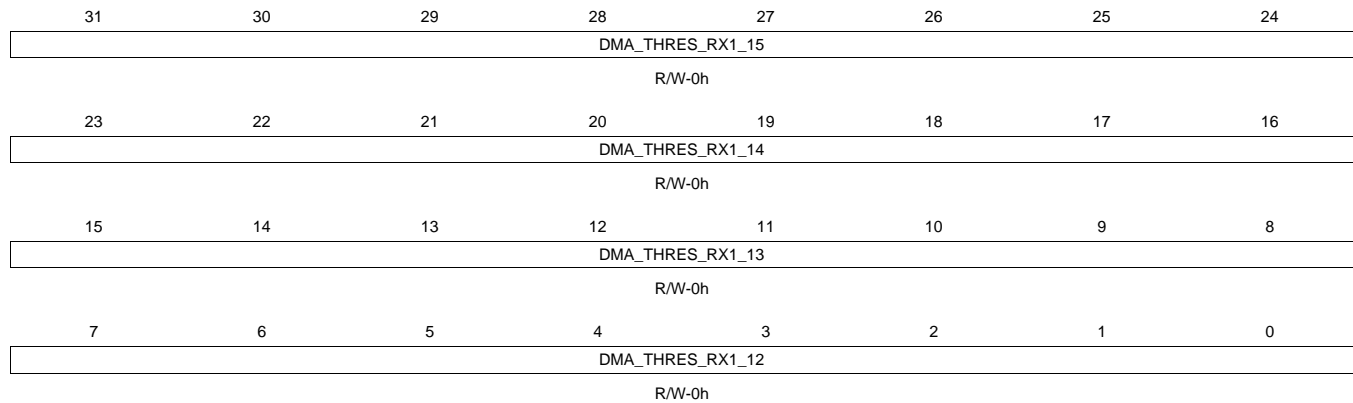 31 30 29 28 27 26 25 24
DMA_THRES_RX1_15
R/W-0h
23 22 21 20 19 18 17 16
DMA_THRES_RX1_14
R/W-0h
15 14 13 12 11 10 9 8
DMA_THRES_RX1_13
R/W-0h
7 6 5 4 3 2 1 0
DMA_THRES_RX1_12
R/W-0h